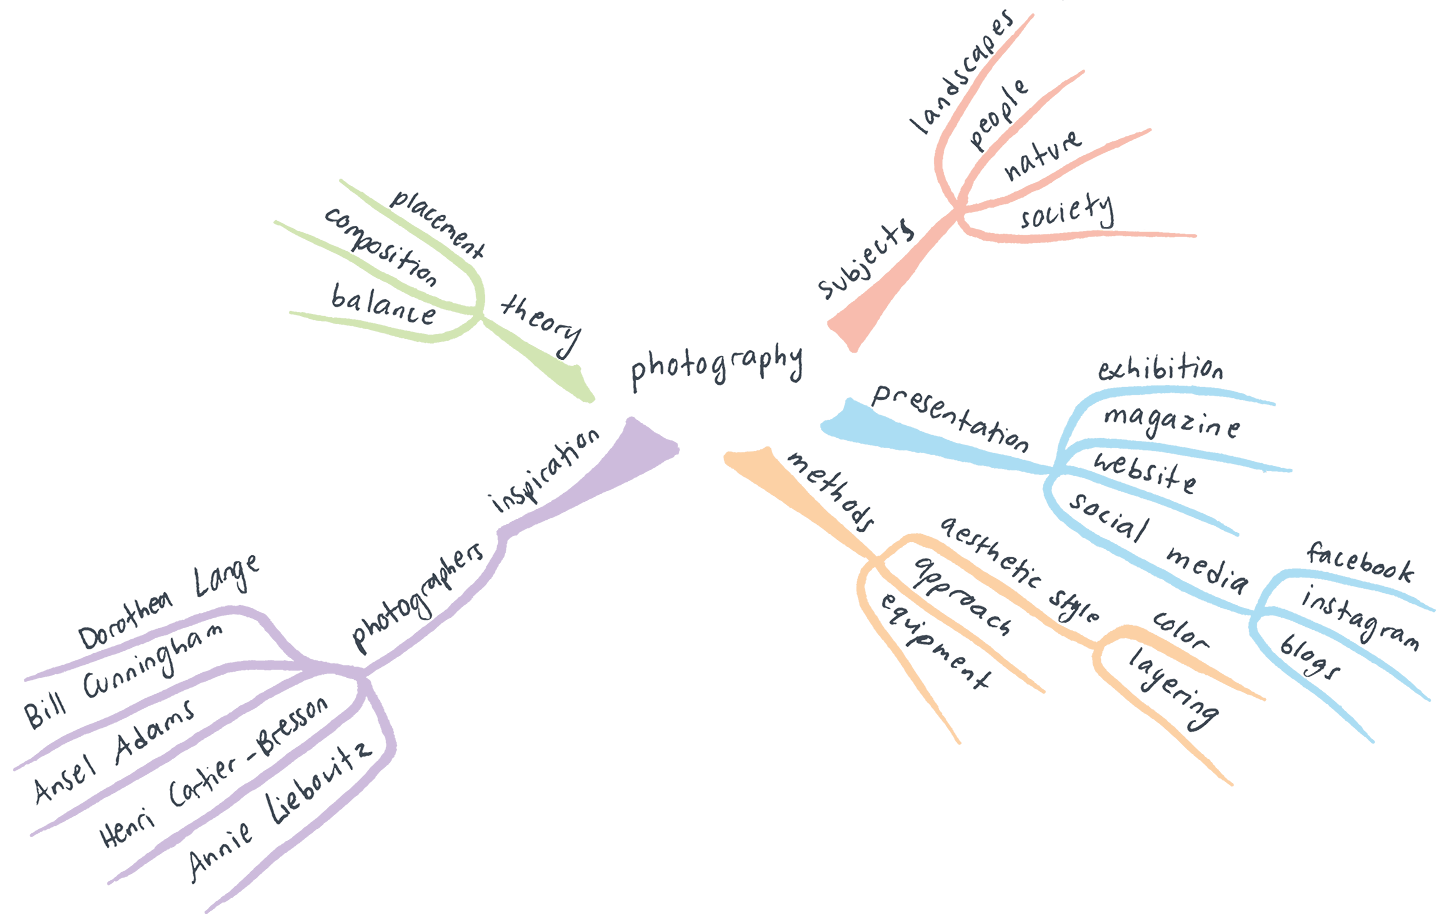 photography
subjects
landscapes
people
nature
society
presentation
exhibition
magazine
website
social media
facebook
instagram
blogs
methods
aesthetic style
color
layering
approach
equipment
inspiration
photographers
Dorothea Lange
Bill Cunningham
Ansel Adams
Henri Cartier-Bresson
Annie Liebovitz
theory
placement
composition
balance